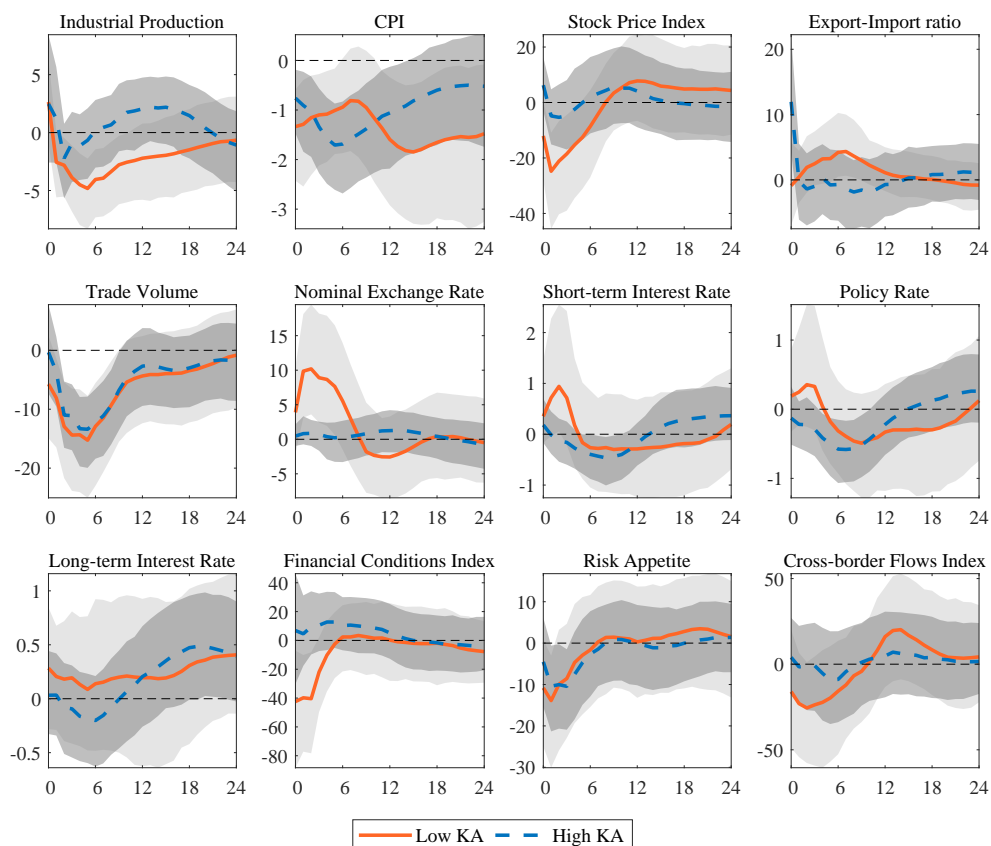 Industrial Production
5
0
-5
0 6 12 18 24
CPI
0
-1
-2
-3
0 6 12 18 24
Stock Price Index
20
0
-20
-40
0 6 12 18 24
Export-Import ratio
20
10
0
0 6 12 18 24
Trade Volume
0
-10
-20
0 6 12 18 24
Nominal Exchange Rate
15
10
5
0
-5
0 6 12 18 24
Short-term Interest Rate
2
1
0
-1
0 6 12 18 24
Policy Rate
1
0
-1
0 6 12 18 24
Long-term Interest Rate
1
0.5
0
-0.5
0 6 12 18 24
Financial Conditions Index
40
20
0
-20
-40
-60
-80
0 6 12 18 24
Risk Appetite
10
0
-10
-20
-30
0 6 12 18 24
Cross-border Flows Index
50
0
-50
0 6 12 18 24
Low KA High KA